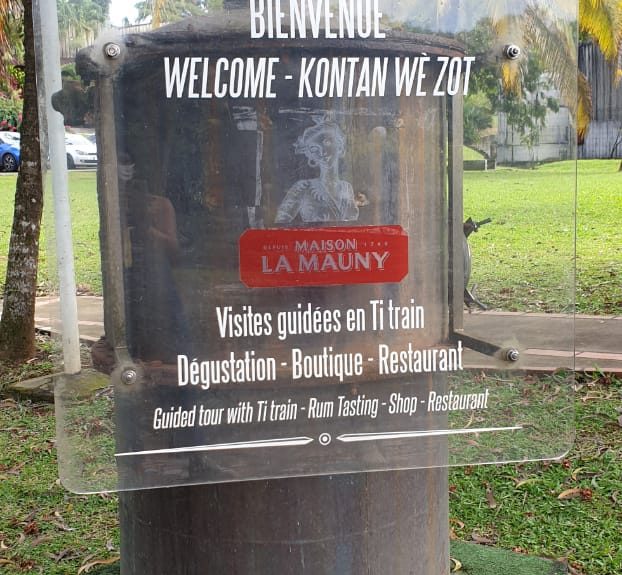 BIENVENUE
WELCOME - KONTAN WÈ ZOT
DEPUIS MAISON 1749
LA MAUNY
Visites guidées en Ti train
Dégustation - Boutique - Restaurant
Guided tour with Ti train - Rum Tasting - Shop - Restaurant